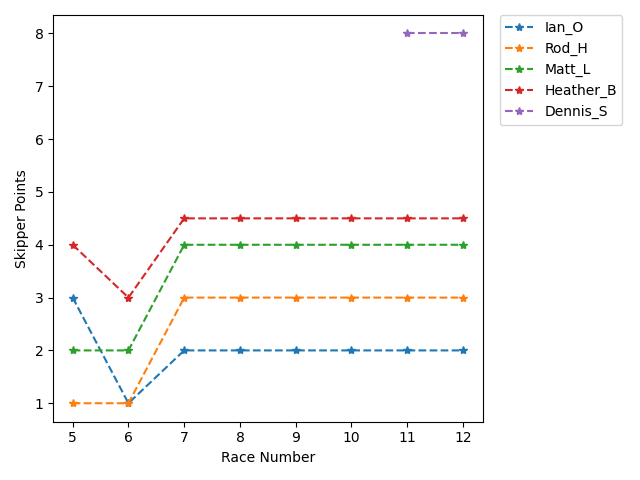 Ian_O
Rod_H
Matt_L
Heather_B
Dennis_S
Skipper Points
8
7
6
5
4
3
2
1
5 6 7 8 9 10 11 12
Race Number